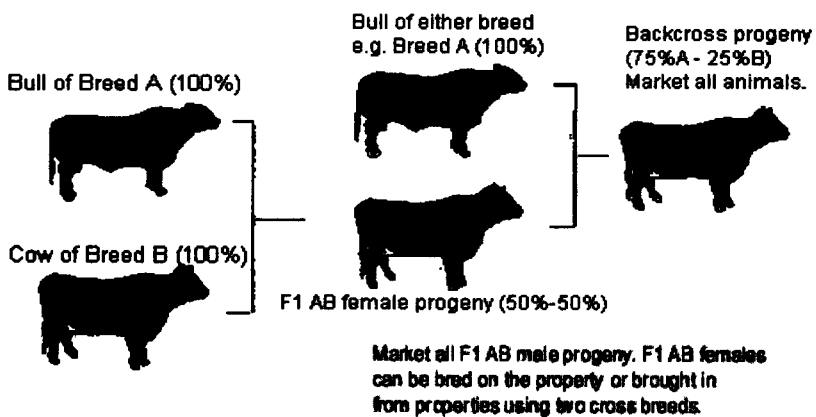 Bull of Breed A (100%)
Cow of Breed B (100%)
Bull of either breed
e.g. Breed A (100%)
F1 AB female progeny (50%-50%)
Backcross progeny
(75%A - 25%B)
Market all animals.
Market all F1 AB male progeny. F1 AB females
can be bred on the property or brought in
from properties using two cross breeds.